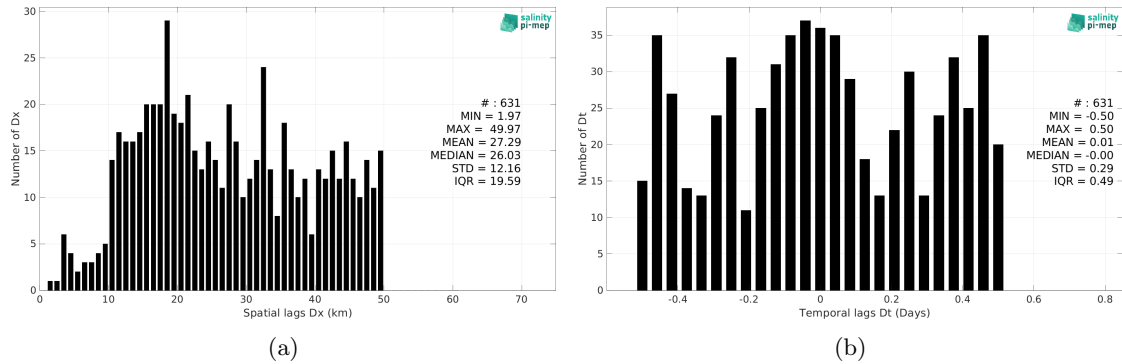 30
25
20
15
10
5
0
Number of Dx
0 10 20 30 40 50 60 70
Spatial lags Dx (km)
salinity
pi-mep
# : 631
MIN = 1.97
MAX = 49.97
MEAN = 27.29
MEDIAN = 26.03
STD = 12.16
IQR = 19.59
(a)
35
30
25
20
15
10
5
0
Number of Dt
-0.4 -0.2 0 0.2 0.4 0.6 0.8
Temporal lags Dt (Days)
salinity
pi-mep
# : 631
MIN = -0.50
MAX = 0.50
MEAN = 0.01
MEDIAN = -0.00
STD = 0.29
IQR = 0.49
(b)